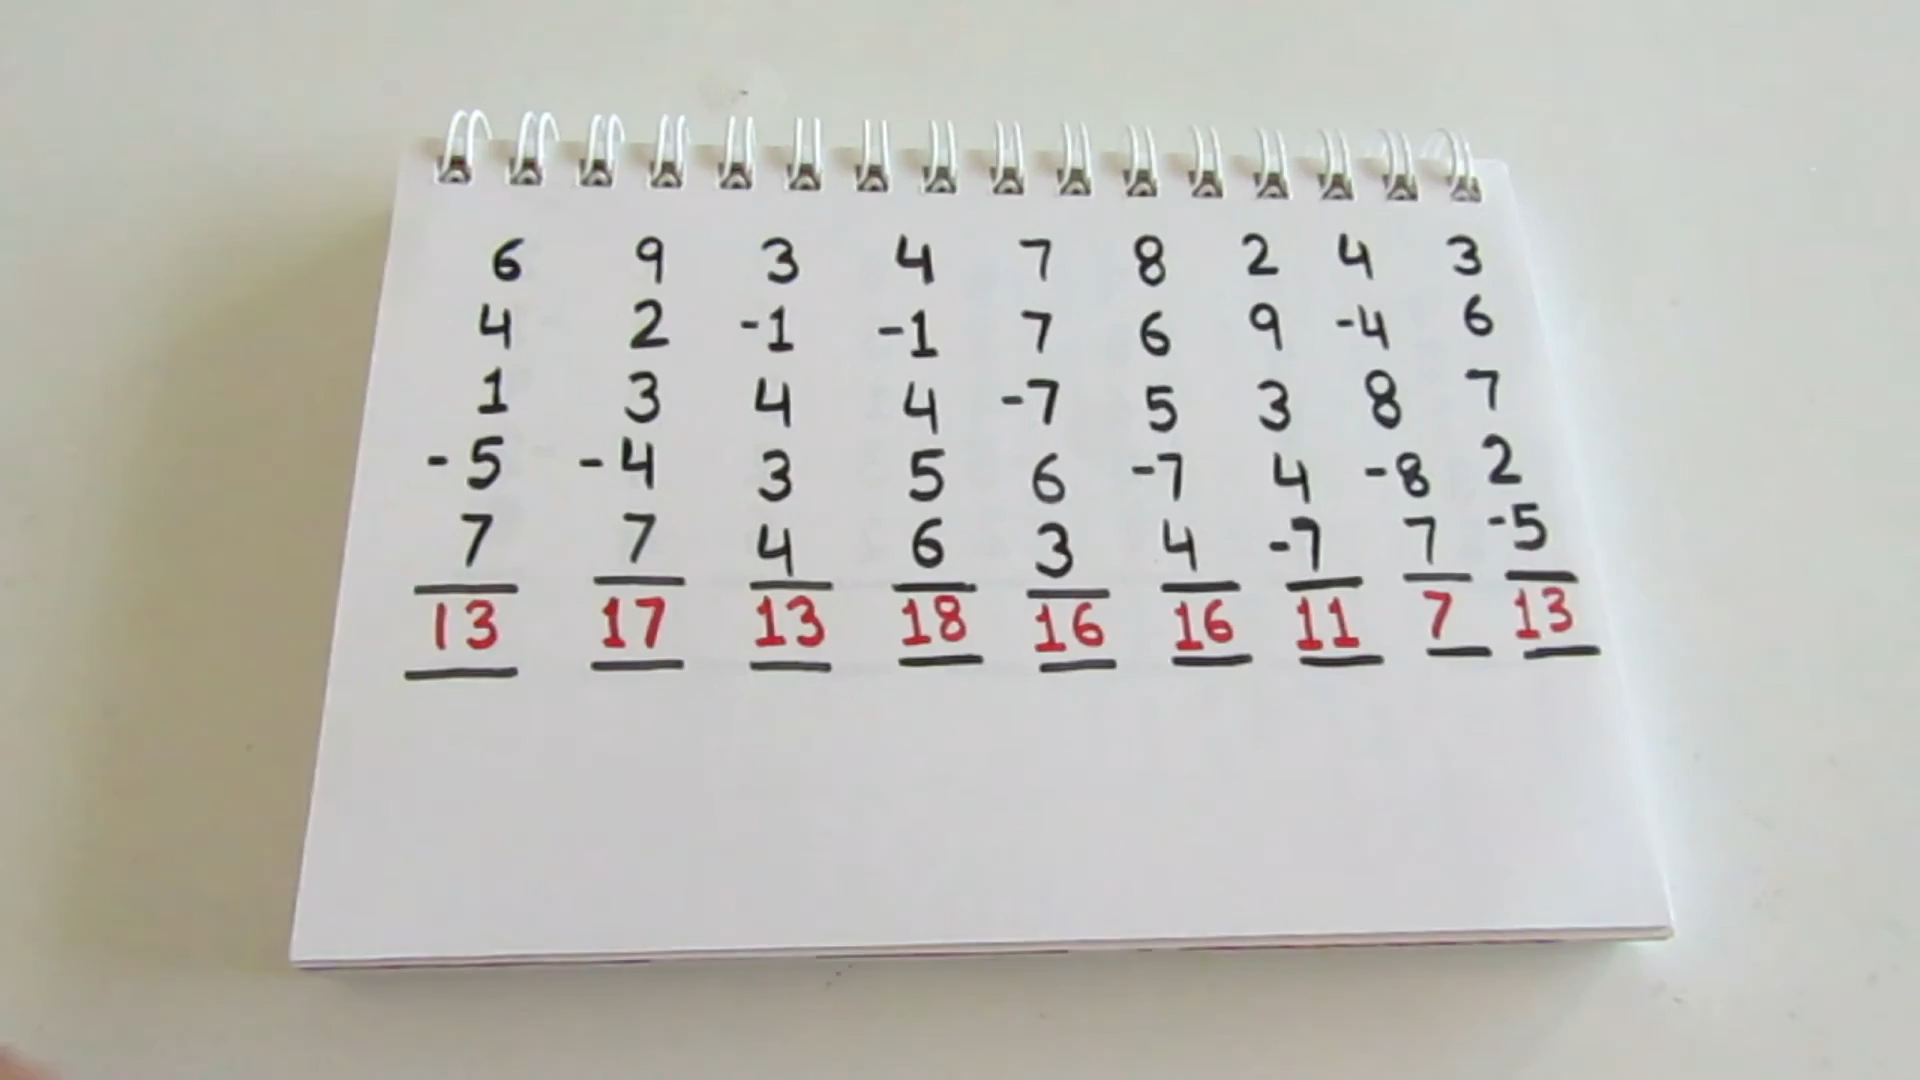 6 9 3 4 7 8 2 4 3
4 2 -1 -1 7 6 9 -4 6
1 3 4 4 -7 5 3 8 7
-5 -4 3 5 6 -7 4 -8 2
7 7 4 6 3 4 -7 7 -5
13 17 13 18 16 16 11 7 13